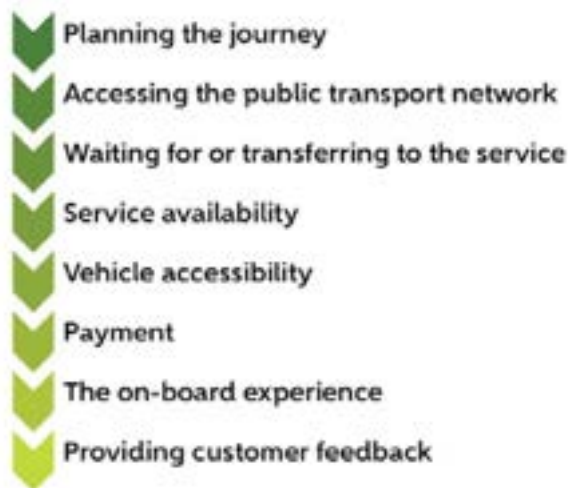 Planning the journey
Accessing the public transport network
Waiting for or transferring to the service
Service availability
Vehicle accessibility
Payment
The on-board experience
Providing customer feedback